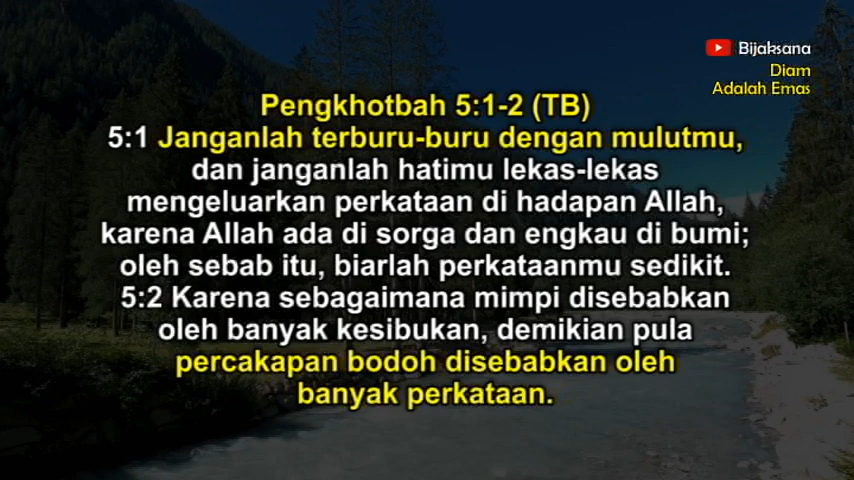 Bijaksana
Diam
Adalah Emas
Pengkhotbah 5:1-2 (TB)
5:1 Janganlah terburu-buru dengan mulutmu,
dan janganlah hatimu lekas-lekas
mengeluarkan perkataan di hadapan Allah,
karena Allah ada di sorga dan engkau di bumi;
oleh sebab itu, biarlah perkataanmu sedikit.
5:2 Karena sebagaimana mimpi disebabkan
oleh banyak kesibukan, demikian pula
percakapan bodoh disebabkan oleh
banyak perkataan.